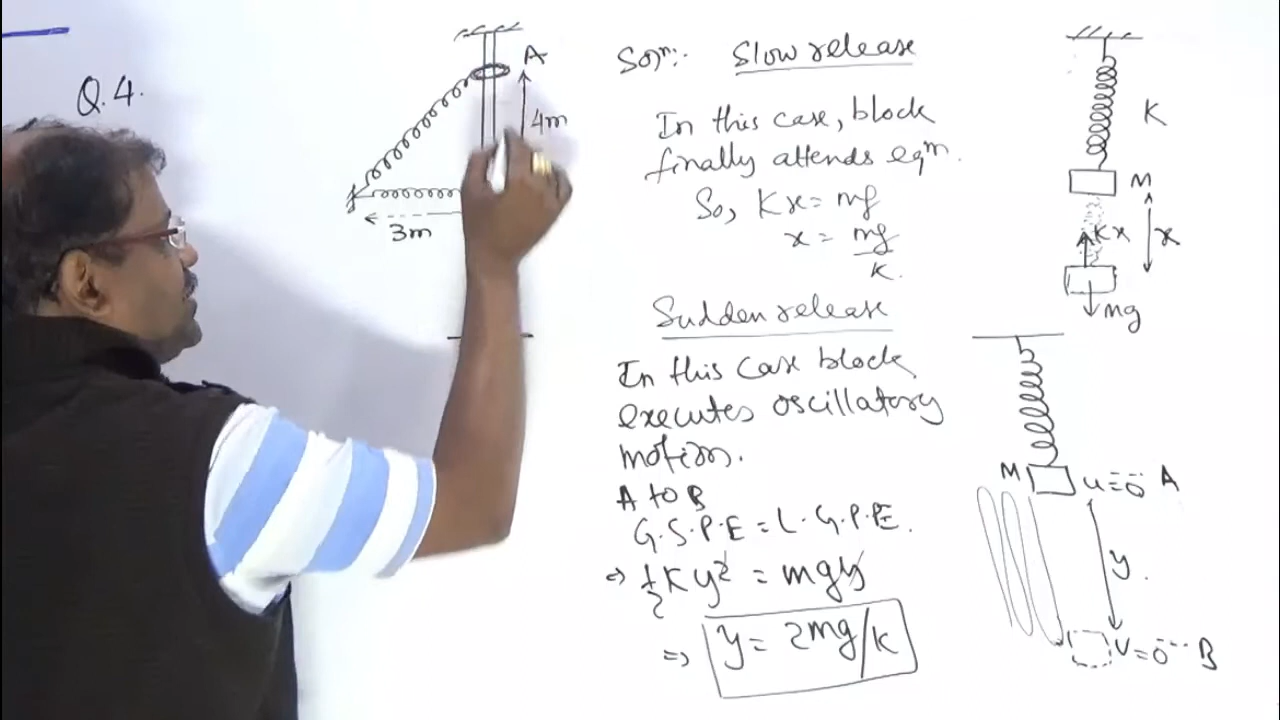 Q.4.
A
4m
3m
Soⁿ:- Slow release
In this case, block
finally attends eqᵐ.
So, Kx = mg
x = mg/K.
K
M
Kx
x
mg
Sudden release
In this case block
executes oscillatory
motion.
A to B
G.S.P.E = L.G.P.E.
⇒ ½Ky² = mgy
⇒ y = 2mg/K
M u=0 A
y
v=0 B